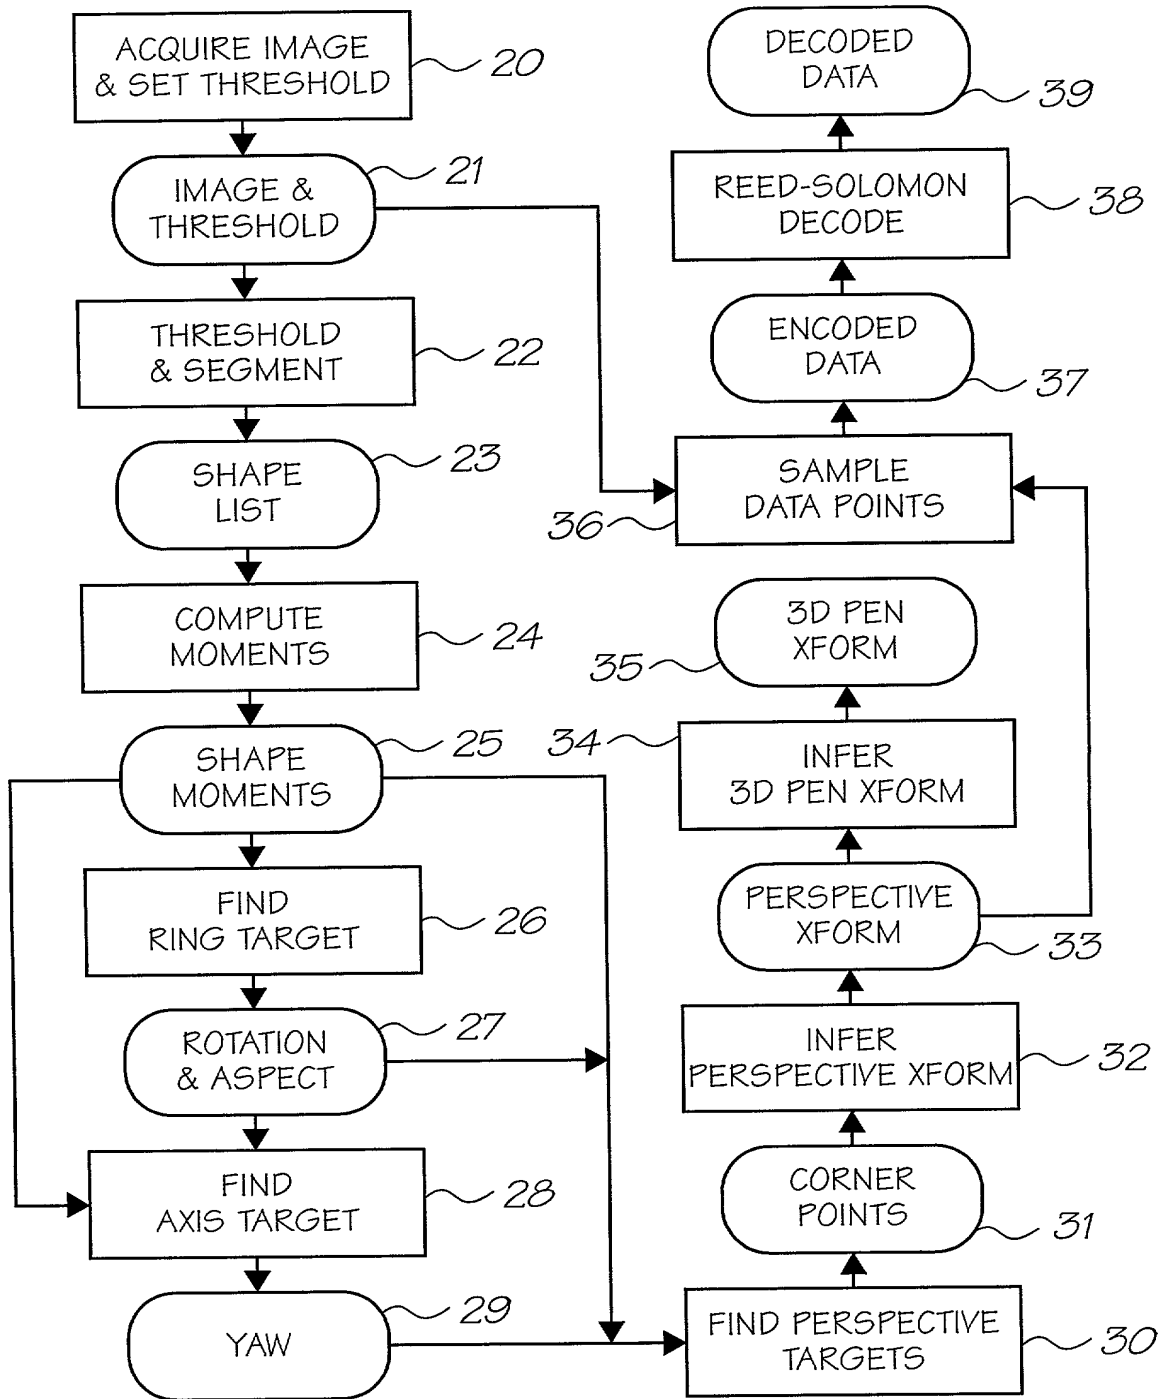 ACQUIRE IMAGE
& SET THRESHOLD
20
IMAGE &
THRESHOLD
21
THRESHOLD
& SEGMENT
22
SHAPE
LIST
23
COMPUTE
MOMENTS
24
SHAPE
MOMENTS
25
FIND
RING TARGET
26
ROTATION
& ASPECT
27
FIND
AXIS TARGET
28
YAW
29
DECODED
DATA
39
REED-SOLOMON
DECODE
38
ENCODED
DATA
37
SAMPLE
DATA POINTS
36
3D PEN
XFORM
35
INFER
3D PEN XFORM
34
PERSPECTIVE
XFORM
33
INFER
PERSPECTIVE XFORM
32
CORNER
POINTS
31
FIND PERSPECTIVE
TARGETS
30